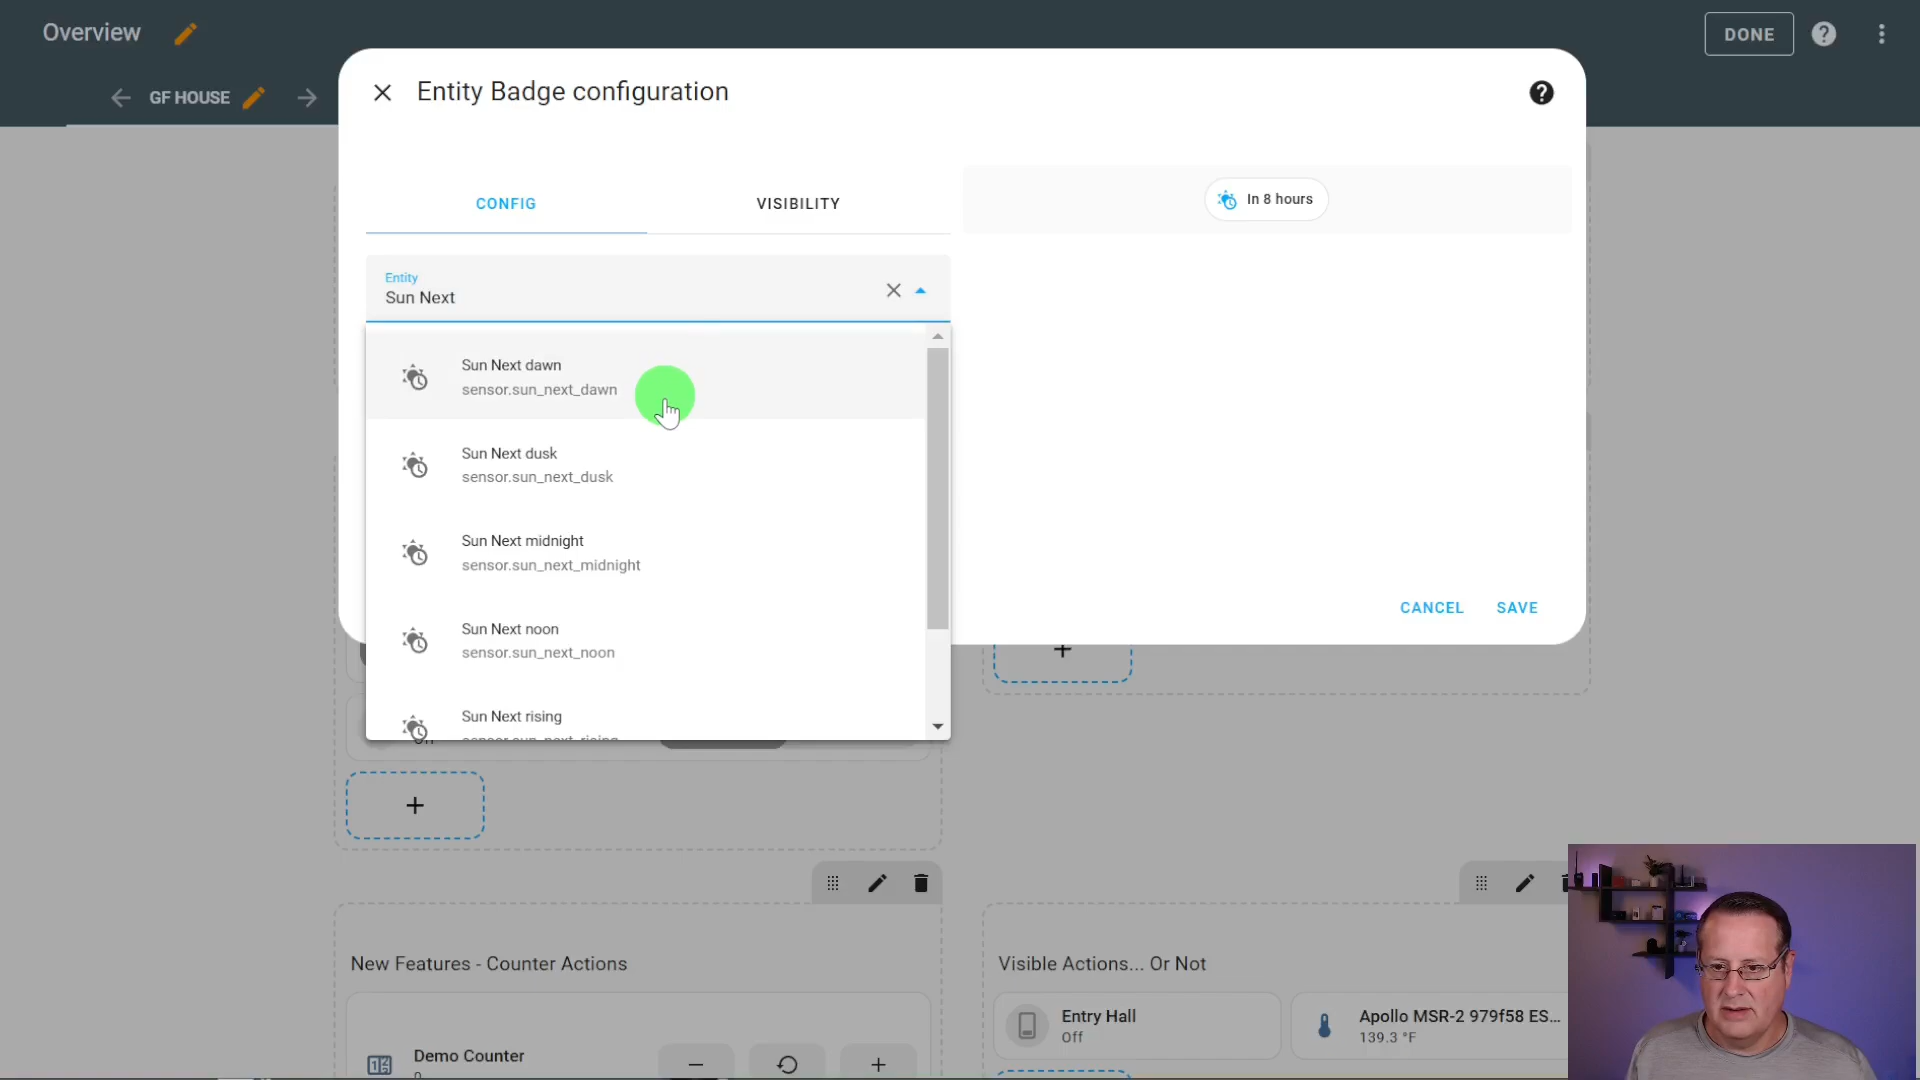 Overview
DONE
GF HOUSE
Entity Badge configuration
CONFIG
VISIBILITY
In 8 hours
Entity
Sun Next
Sun Next dawn
sensor.sun_next_dawn
Sun Next dusk
sensor.sun_next_dusk
Sun Next midnight
sensor.sun_next_midnight
Sun Next noon
sensor.sun_next_noon
Sun Next rising
sensor.sun_next_rising
CANCEL
SAVE
New Features - Counter Actions
Visible Actions... Or Not
Entry Hall
Off
Apollo MSR-2 979f58 ES...
139.3 °F
Demo Counter